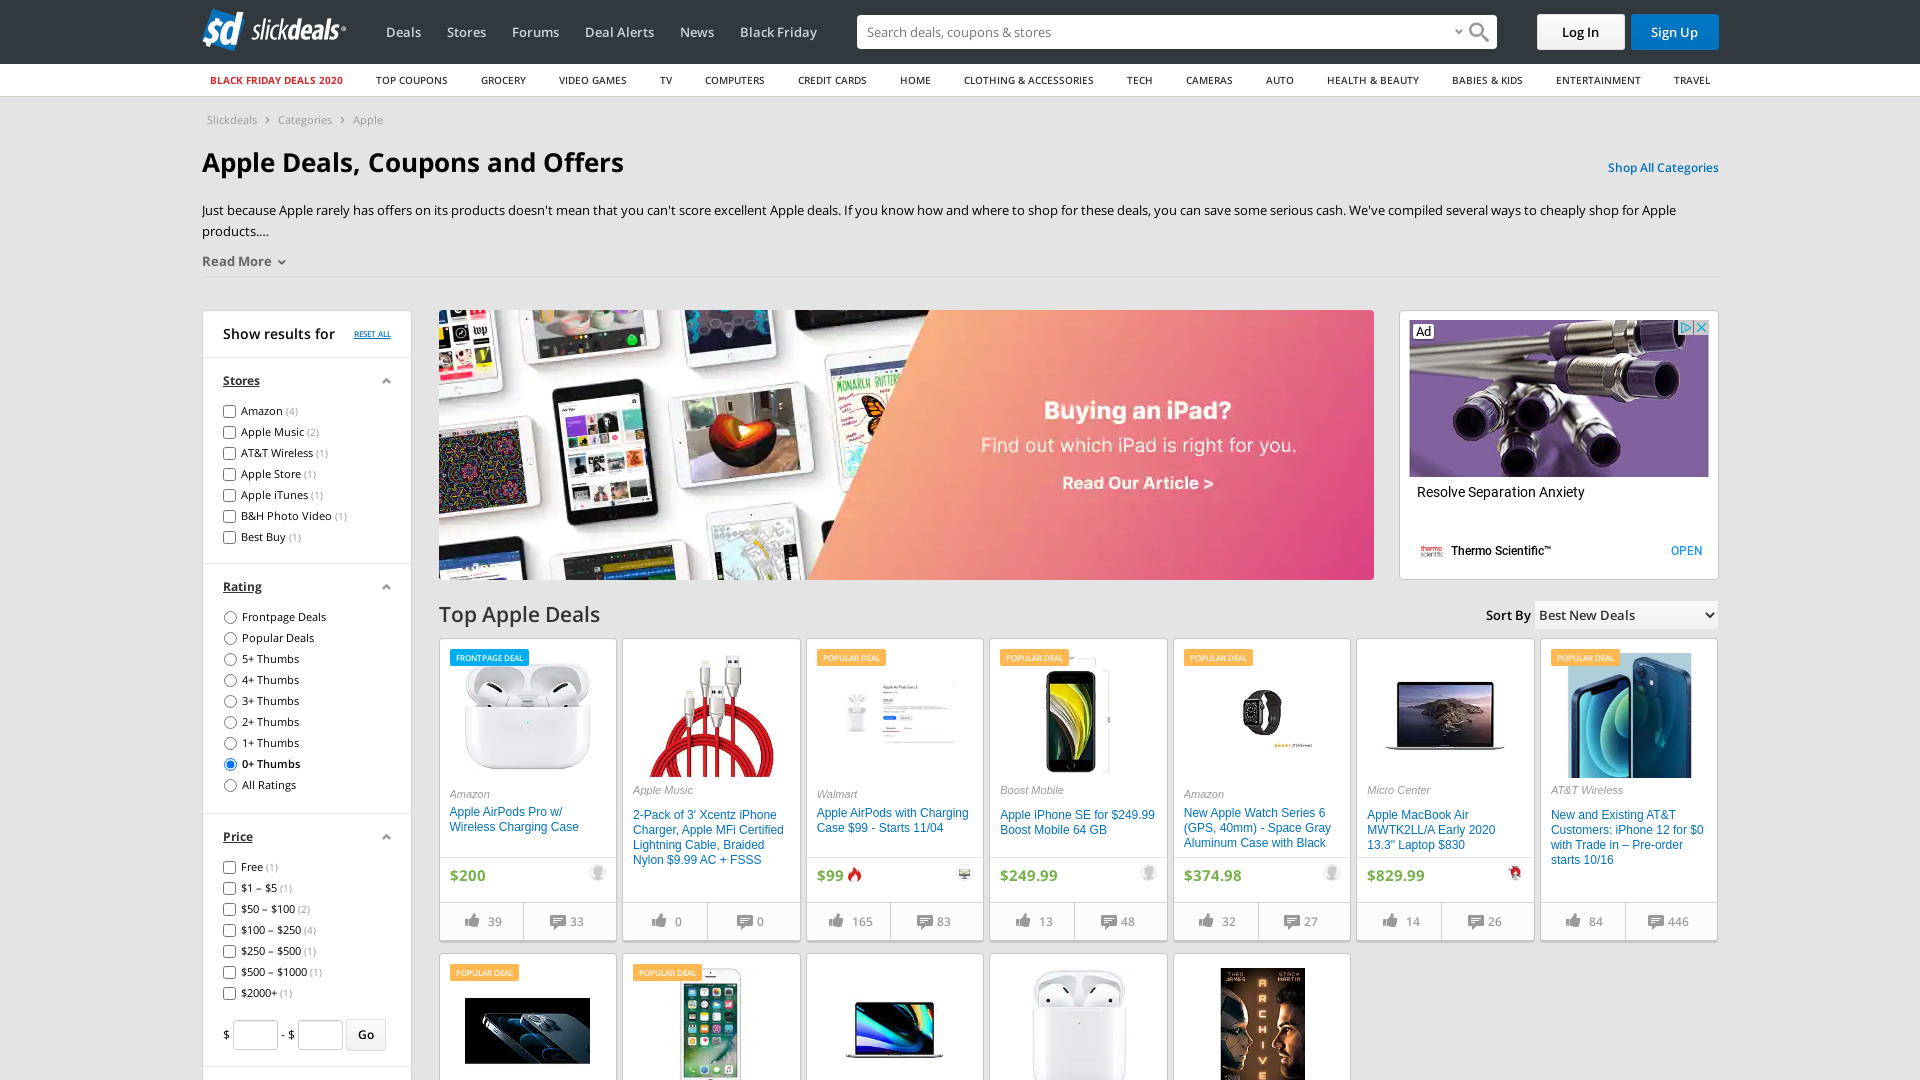 slickdeals
Deals
Stores
Forums
Deal Alerts
News
Black Friday
Search deals, coupons & stores
Log In
Sign Up
BLACK FRIDAY DEALS 2020
TOP COUPONS
GROCERY
VIDEO GAMES
TV
COMPUTERS
CREDIT CARDS
HOME
CLOTHING & ACCESSORIES
TECH
CAMERAS
AUTO
HEALTH & BEAUTY
BABIES & KIDS
ENTERTAINMENT
TRAVEL
Slickdeals
Categories
Apple
Apple Deals, Coupons and Offers
Shop All Categories
Just because Apple rarely has offers on its products doesn't mean that you can't score excellent Apple deals. If you know how and where to shop for these deals, you can save some serious cash. We've compiled several ways to cheaply shop for Apple
products.…
Read More
Show results for
RESET ALL
Stores
Amazon (4)
Apple Music (2)
AT&T Wireless (1)
Apple Store (1)
Apple iTunes (1)
B&H Photo Video (1)
Best Buy (1)
Rating
Frontpage Deals
Popular Deals
5+ Thumbs
4+ Thumbs
3+ Thumbs
2+ Thumbs
1+ Thumbs
0+ Thumbs
All Ratings
Price
Free (1)
$1 – $5 (1)
$50 – $100 (2)
$100 – $250 (4)
$250 – $500 (1)
$500 – $1000 (1)
$2000+ (1)
$ - $ Go
MONARCH BUTTER
Buying an iPad?
Find out which iPad is right for you.
Read Our Article >
Ad
Resolve Separation Anxiety
thermo
scientific
Thermo Scientific™
OPEN
Top Apple Deals
Sort By Best New Deals
FRONTPAGE DEAL
Amazon
Apple AirPods Pro w/
Wireless Charging Case
$200
39
33
Apple Music
2-Pack of 3' Xcentz iPhone
Charger, Apple MFi Certified
Lightning Cable, Braided
Nylon $9.99 AC + FSSS
0
0
POPULAR DEAL
Walmart
Apple AirPods with Charging
Case $99 - Starts 11/04
$99
165
83
POPULAR DEAL
Boost Mobile
Apple iPhone SE for $249.99
Boost Mobile 64 GB
$249.99
13
48
POPULAR DEAL
Amazon
New Apple Watch Series 6
(GPS, 40mm) - Space Gray
Aluminum Case with Black
$374.98
32
27
Micro Center
Apple MacBook Air
MWTK2LL/A Early 2020
13.3" Laptop $830
$829.99
14
26
POPULAR DEAL
AT&T Wireless
New and Existing AT&T
Customers: iPhone 12 for $0
with Trade in – Pre-order
starts 10/16
84
446
POPULAR DEAL
POPULAR DEAL
THEO JAMES
STACY MARTIN
ARCHIVE